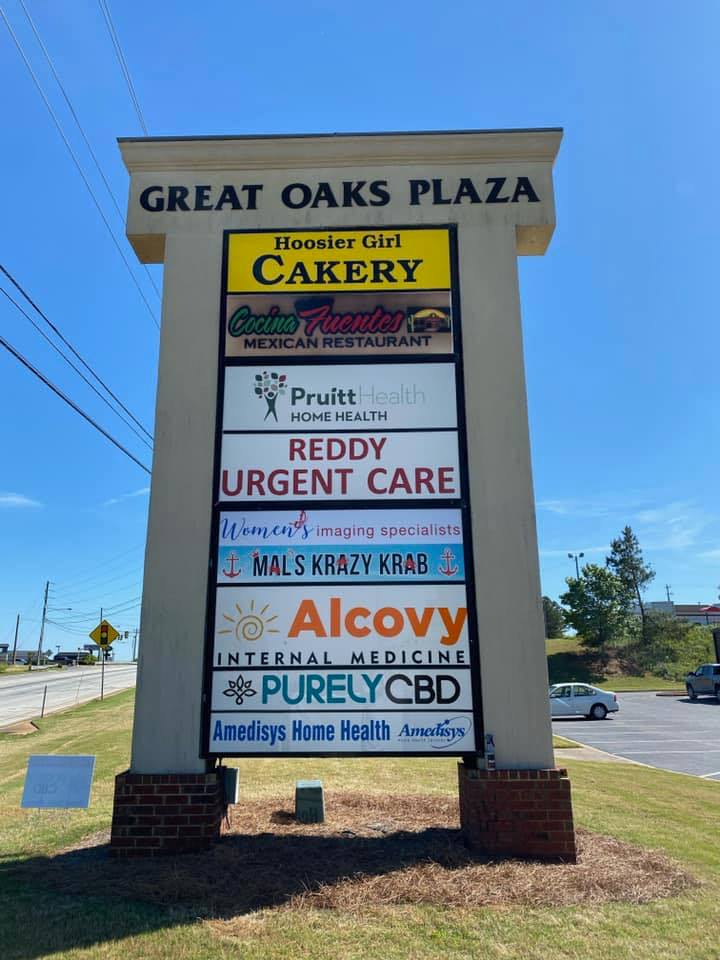 GREAT OAKS PLAZA
Hoosier Girl
CAKERY
Cocina Fuentes
MEXICAN RESTAURANT
PruittHealth
HOME HEALTH
REDDY
URGENT CARE
Women's imaging specialists
MAL'S KRAZY KRAB
Alcovy
INTERNAL MEDICINE
PURELY CBD
Amedisys Home Health Amedisys